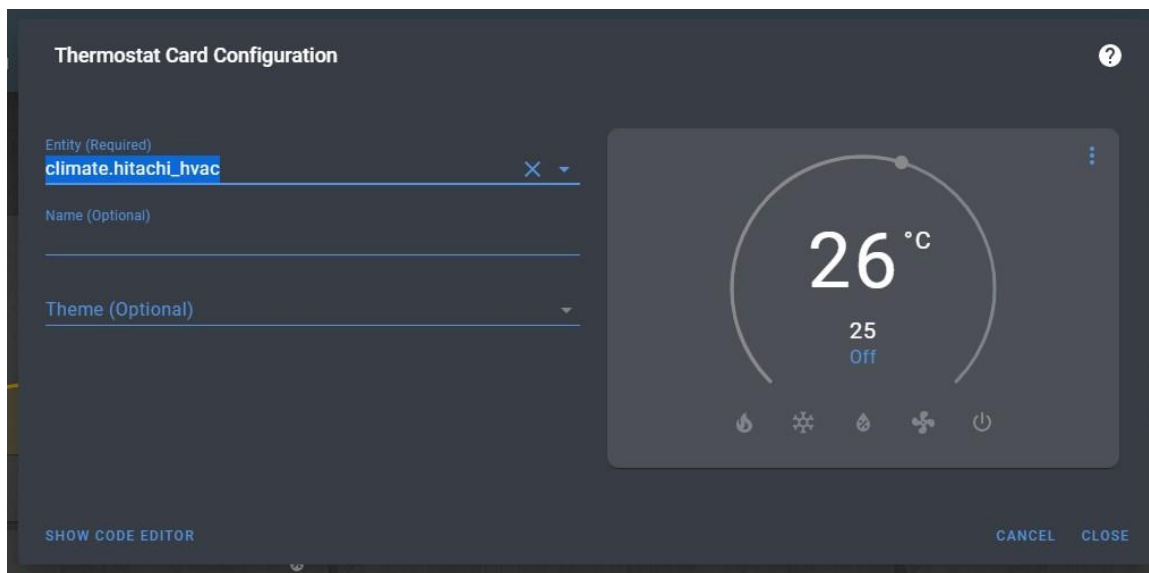 Thermostat Card Configuration
Entity (Required)
climate.hitachi_hvac
Name (Optional)
Theme (Optional)
26 °C
25
Off
SHOW CODE EDITOR
CANCEL CLOSE